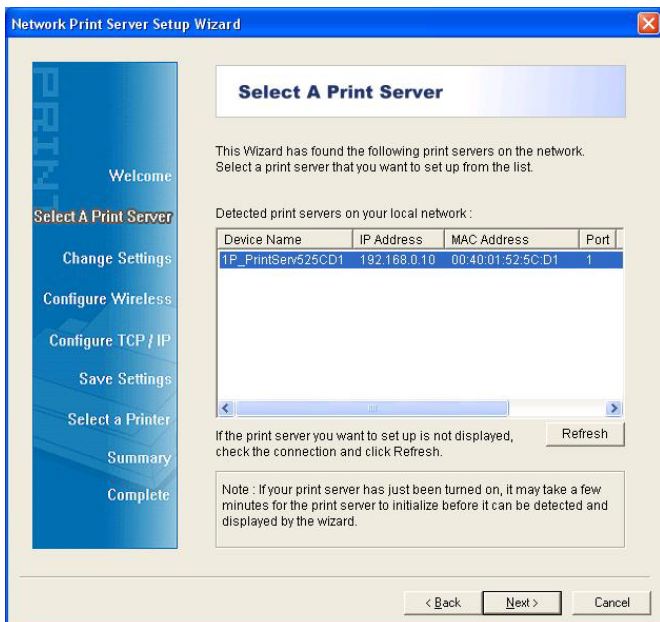 Network Print Server Setup Wizard
PRINT
Welcome
Select A Print Server
Change Settings
Configure Wireless
Configure TCP / IP
Save Settings
Select a Printer
Summary
Complete
Select A Print Server
This Wizard has found the following print servers on the network.
Select a print server that you want to set up from the list.
Detected print servers on your local network :
Device Name IP Address MAC Address Port
1P_PrintServ525CD1 192.168.0.10 00:40:01:52:5C:D1 1
If the print server you want to set up is not displayed,
check the connection and click Refresh.
Refresh
Note : If your print server has just been turned on, it may take a few
minutes for the print server to initialize before it can be detected and
displayed by the wizard.
< Back Next > Cancel